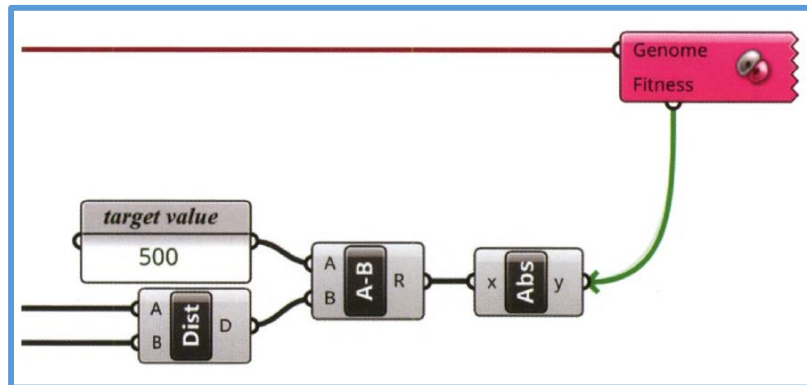 Genome
Fitness
target value
500
A
B
A-B
R
x
Abs
y
A
B
Dist
D